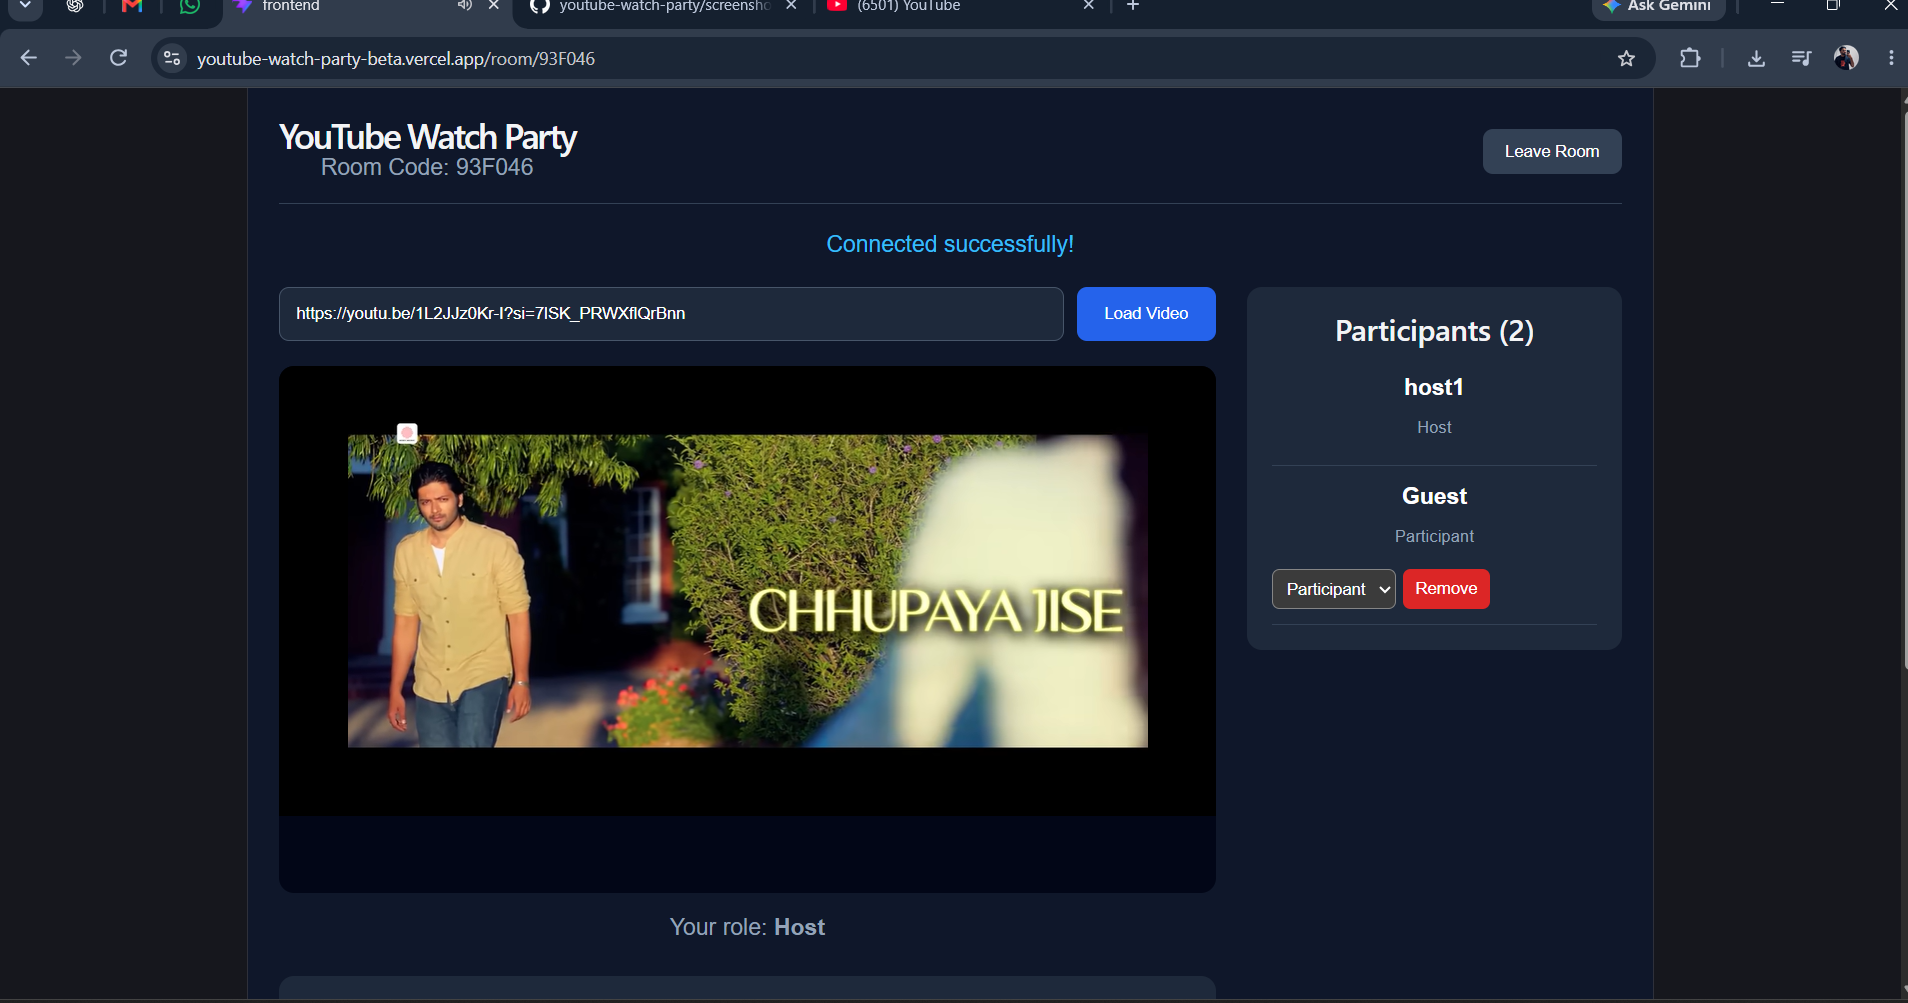 frontend
youtube-watch-party/screensho
(6501) YouTube
Ask Gemini
youtube-watch-party-beta.vercel.app/room/93F046
YouTube Watch Party
Room Code: 93F046
Leave Room
Connected successfully!
https://youtu.be/1L2JJz0Kr-I?si=7lSK_PRWXflQrBnn
Load Video
CHHUPAYA JISE
Participants (2)
host1
Host
Guest
Participant
Participant
Remove
Your role: Host